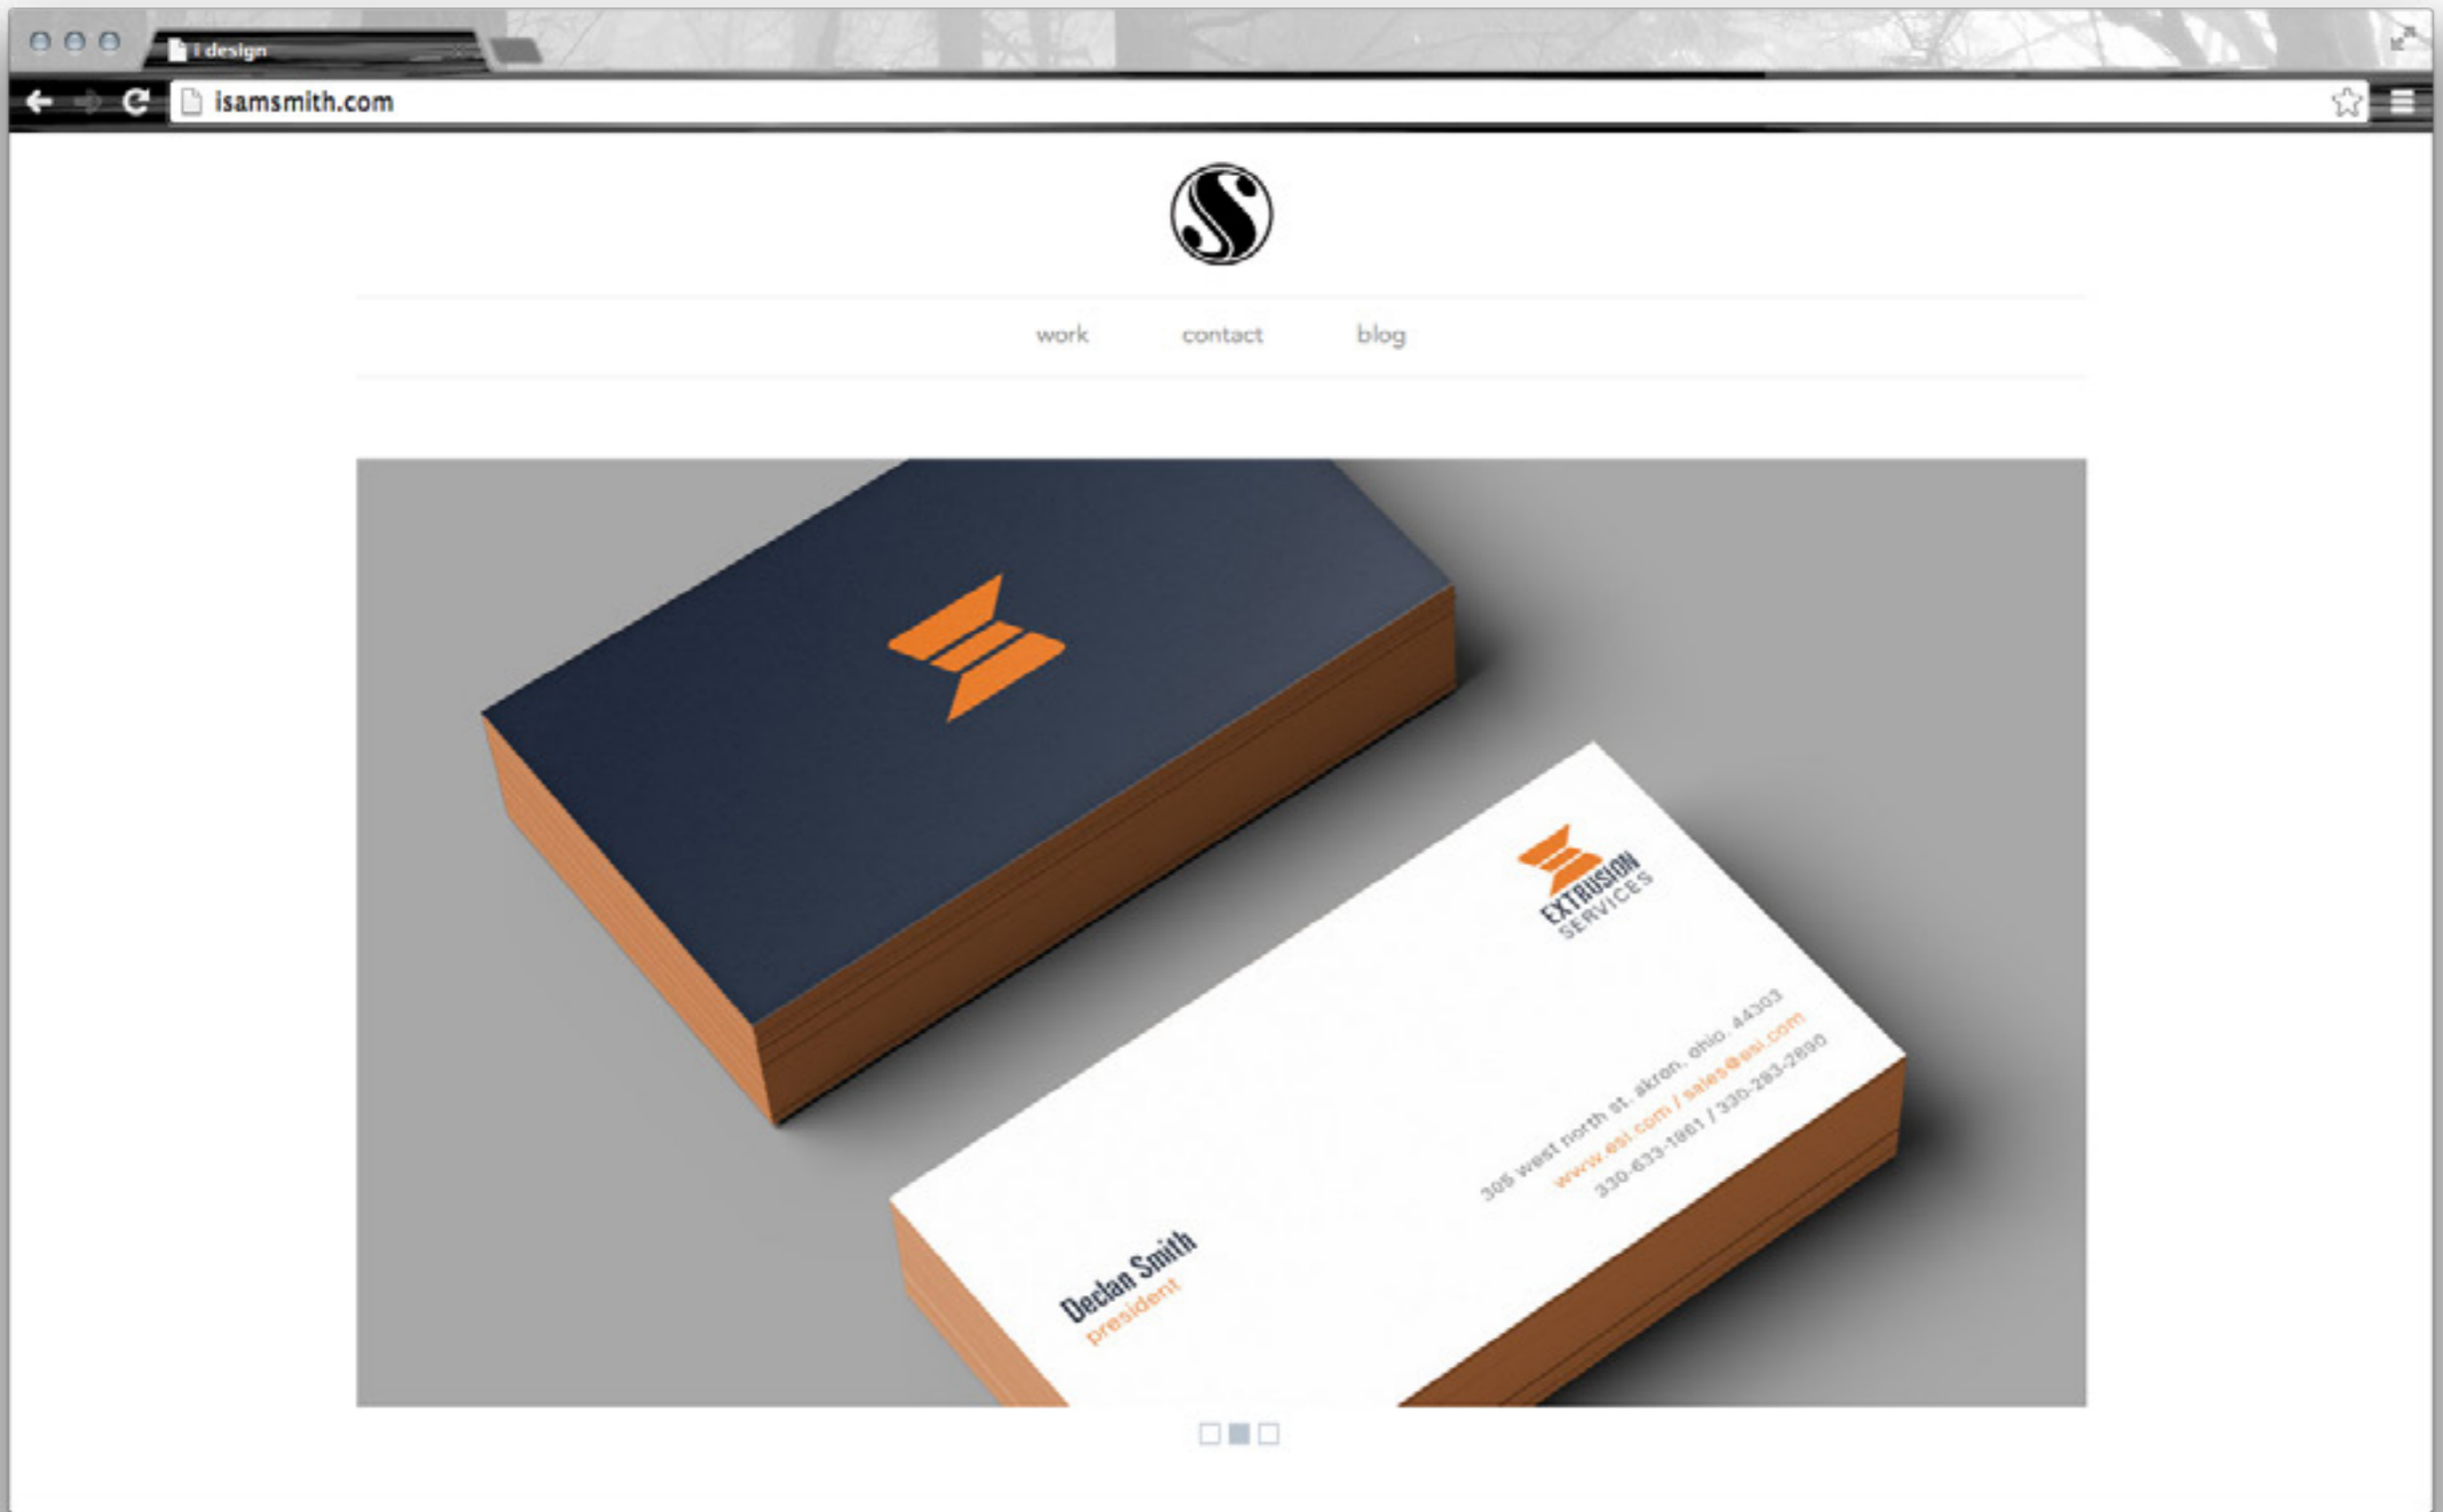 i design
isamsmith.com
S
work contact blog
EXTRUSION
SERVICES
305 west north st. akron, ohio. 44303
www.esi.com / sales@esi.com
330-633-1861 / 330-283-2890
Declan Smith
president